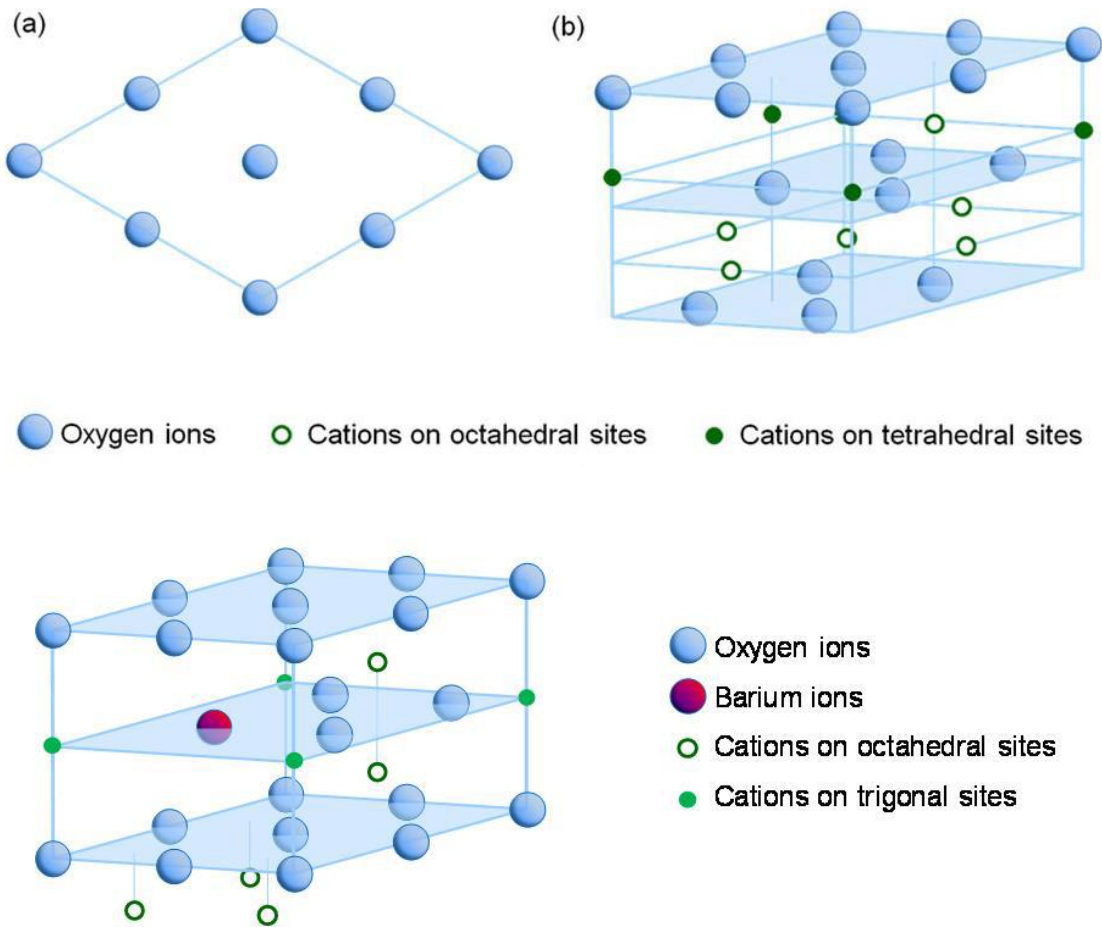 (a)
(b)
Oxygen ions
Cations on octahedral sites
Cations on tetrahedral sites
Oxygen ions
Barium ions
Cations on octahedral sites
Cations on trigonal sites